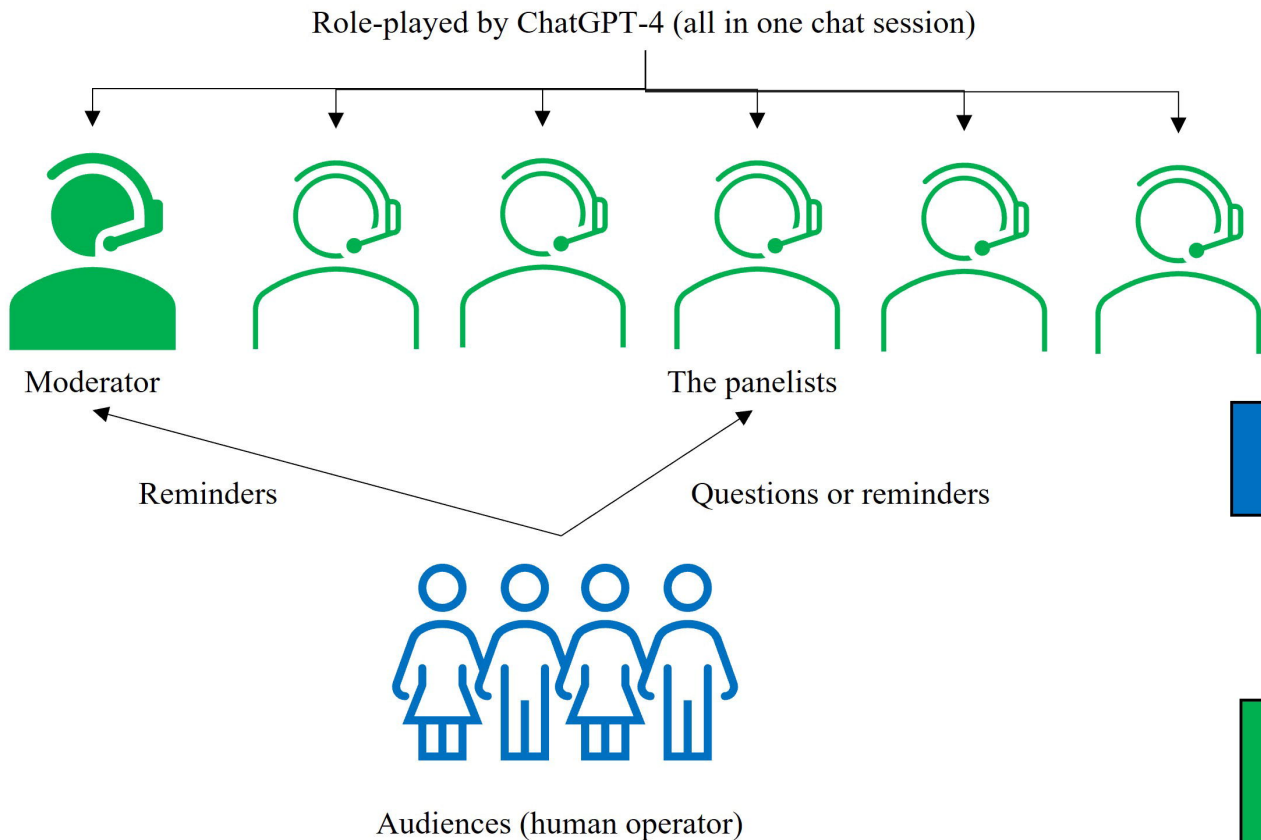 Role-played by ChatGPT-4 (all in one chat session)
Moderator
The panelists
Reminders
Questions or reminders
Audiences (human operator)